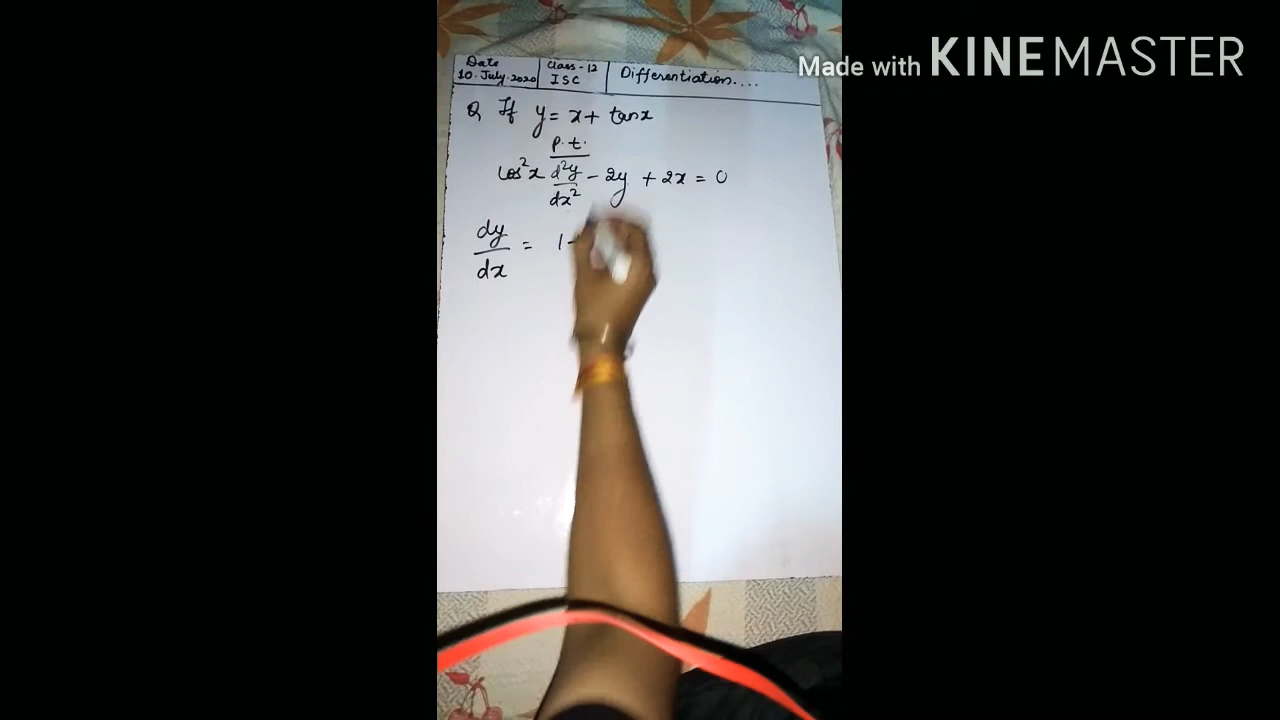 Made with KINEMASTER
Date
10.July.2020
Class-12
ISC
Differentiation....
Q If y = x + tanx
p.t.
cos²x d²y/dx² - 2y + 2x = 0
dy/dx = 1